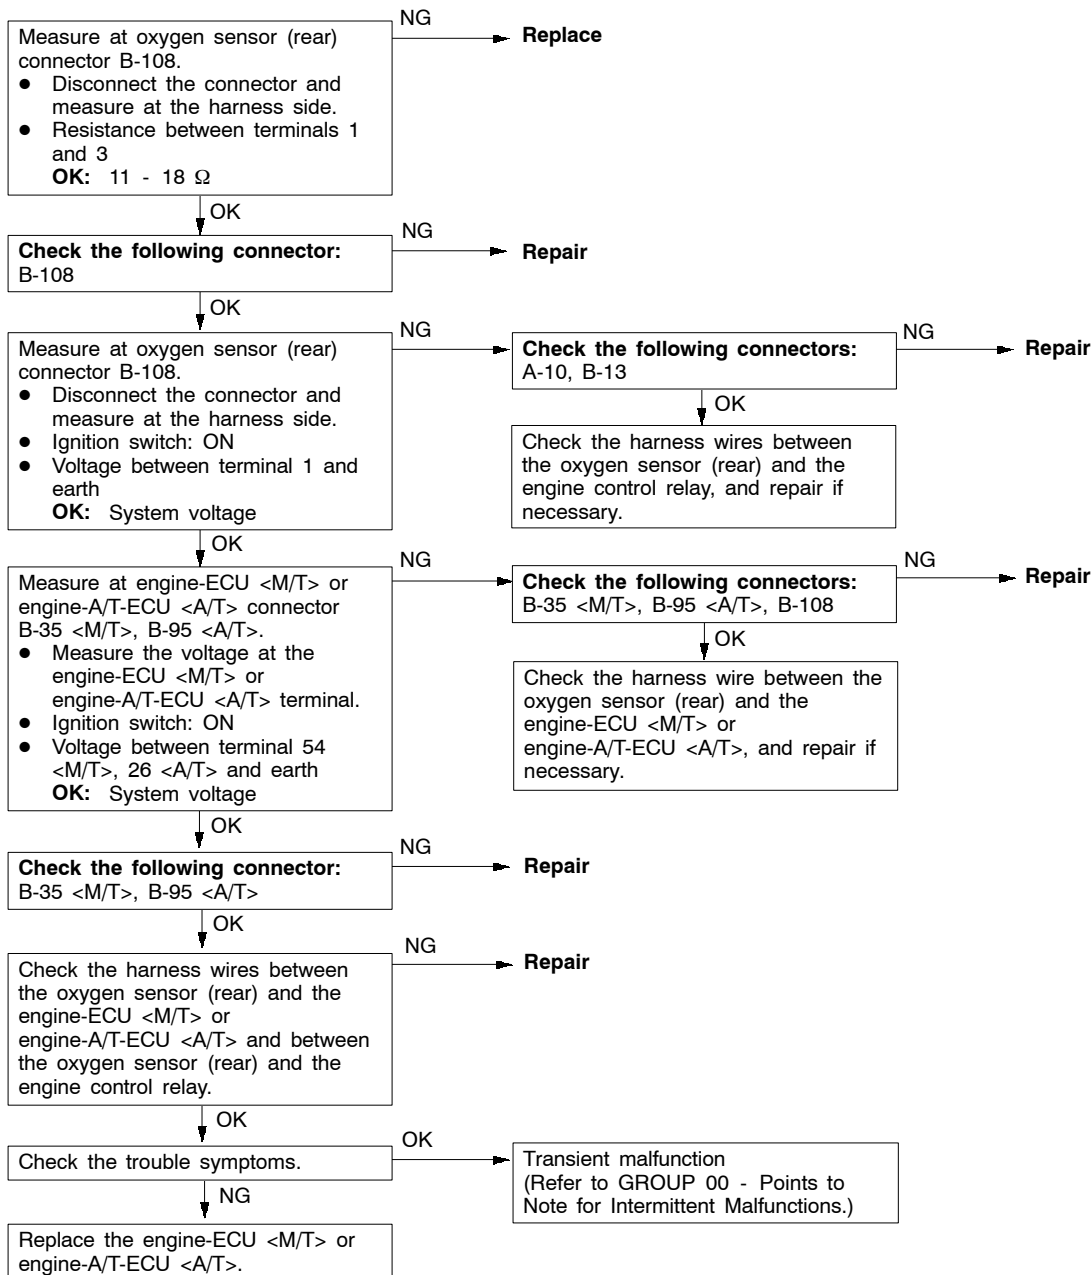 NG
Measure at oxygen sensor (rear)
connector B-108.
● Disconnect the connector and
measure at the harness side.
● Resistance between terminals 1
and 3
OK: 11 - 18 Ω
Replace
OK
Check the following connector:
B-108
NG
Repair
OK
Measure at oxygen sensor (rear)
connector B-108.
● Disconnect the connector and
measure at the harness side.
● Ignition switch: ON
● Voltage between terminal 1 and
earth
OK: System voltage
NG
Check the following connectors:
A-10, B-13
NG
Repair
OK
Check the harness wires between
the oxygen sensor (rear) and the
engine control relay, and repair if
necessary.
OK
Measure at engine-ECU <M/T> or
engine-A/T-ECU <A/T> connector
B-35 <M/T>, B-95 <A/T>.
● Measure the voltage at the
engine-ECU <M/T> or
engine-A/T-ECU <A/T> terminal.
● Ignition switch: ON
● Voltage between terminal 54
<M/T>, 26 <A/T> and earth
OK: System voltage
NG
Check the following connectors:
B-35 <M/T>, B-95 <A/T>, B-108
NG
Repair
OK
Check the harness wire between the
oxygen sensor (rear) and the
engine-ECU <M/T> or
engine-A/T-ECU <A/T>, and repair if
necessary.
OK
Check the following connector:
B-35 <M/T>, B-95 <A/T>
NG
Repair
OK
Check the harness wires between
the oxygen sensor (rear) and the
engine-ECU <M/T> or
engine-A/T-ECU <A/T> and between
the oxygen sensor (rear) and the
engine control relay.
NG
Repair
OK
Check the trouble symptoms.
OK
Transient malfunction
(Refer to GROUP 00 - Points to
Note for Intermittent Malfunctions.)
NG
Replace the engine-ECU <M/T> or
engine-A/T-ECU <A/T>.